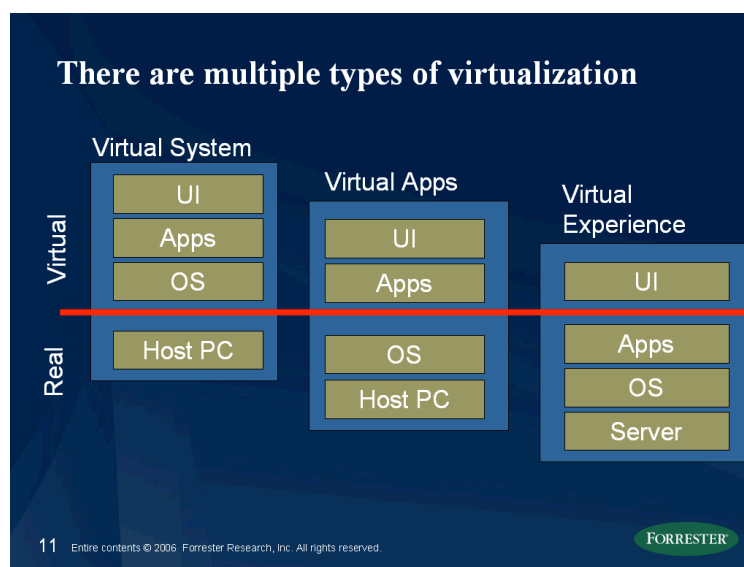 There are multiple types of virtualization
Virtual System
UI
Apps
OS
Host PC
Virtual Apps
UI
Apps
OS
Host PC
Virtual
Experience
UI
Apps
OS
Server
Virtual
Real
11 Entire contents © 2006 Forrester Research, Inc. All rights reserved.
FORRESTER®